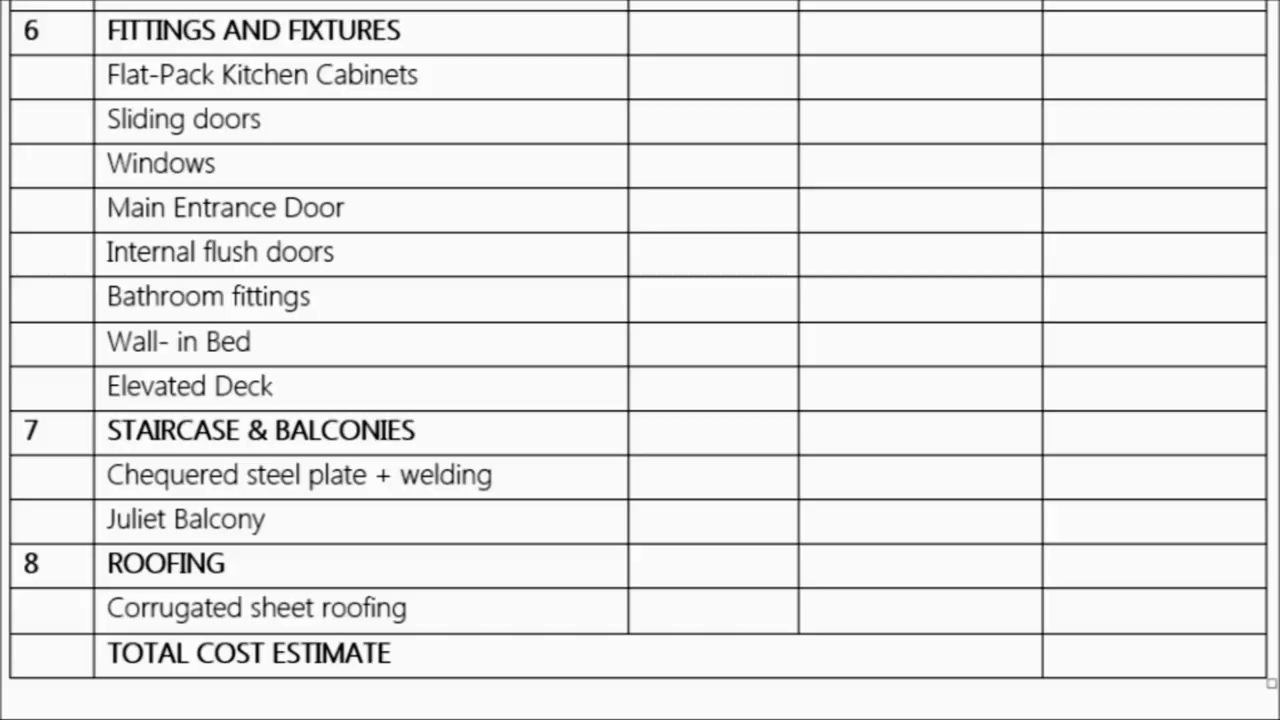 6 FITTINGS AND FIXTURES
Flat-Pack Kitchen Cabinets
Sliding doors
Windows
Main Entrance Door
Internal flush doors
Bathroom fittings
Wall- in Bed
Elevated Deck
7 STAIRCASE & BALCONIES
Chequered steel plate + welding
Juliet Balcony
8 ROOFING
Corrugated sheet roofing
TOTAL COST ESTIMATE